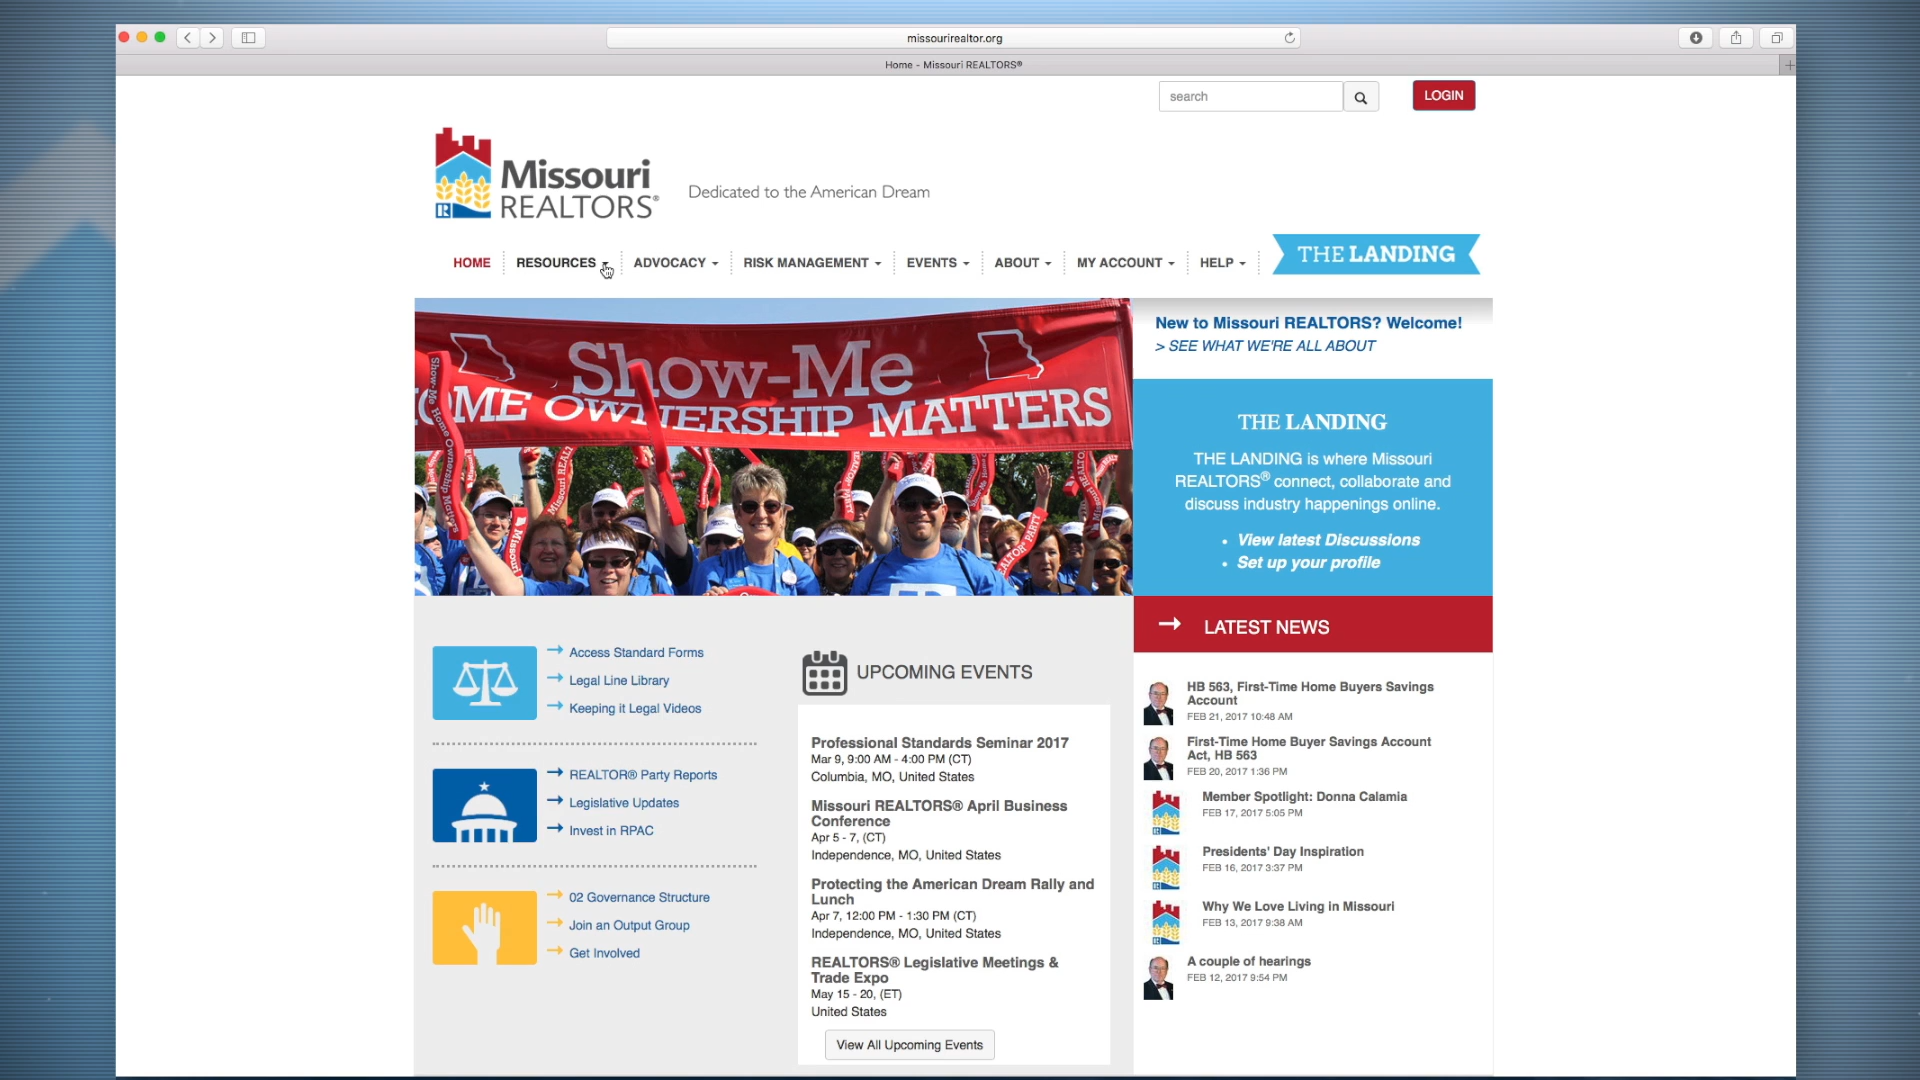 missourirealtor.org
Home - Missouri REALTORS®
search
LOGIN
Missouri
REALTORS®
Dedicated to the American Dream
HOME
RESOURCES
ADVOCACY
RISK MANAGEMENT
EVENTS
ABOUT
MY ACCOUNT
HELP
THE LANDING
Show-Me
OME OWNERSHIP MATTERS
Show-Me Home Ownership Matters
New to Missouri REALTORS? Welcome!
> SEE WHAT WE'RE ALL ABOUT
THE LANDING
THE LANDING is where Missouri
REALTORS® connect, collaborate and
discuss industry happenings online.
• View latest Discussions
• Set up your profile
LATEST NEWS
Access Standard Forms
Legal Line Library
Keeping it Legal Videos
REALTOR® Party Reports
Legislative Updates
Invest in RPAC
02 Governance Structure
Join an Output Group
Get Involved
UPCOMING EVENTS
Professional Standards Seminar 2017
Mar 9, 9:00 AM - 4:00 PM (CT)
Columbia, MO, United States
Missouri REALTORS® April Business
Conference
Apr 5 - 7, (CT)
Independence, MO, United States
Protecting the American Dream Rally and
Lunch
Apr 7, 12:00 PM - 1:30 PM (CT)
Independence, MO, United States
REALTORS® Legislative Meetings &
Trade Expo
May 15 - 20, (ET)
United States
View All Upcoming Events
HB 563, First-Time Home Buyers Savings
Account
FEB 21, 2017 10:48 AM
First-Time Home Buyer Savings Account
Act, HB 563
FEB 20, 2017 1:36 PM
Member Spotlight: Donna Calamia
FEB 17, 2017 5:05 PM
Presidents' Day Inspiration
FEB 16, 2017 3:37 PM
Why We Love Living in Missouri
FEB 13, 2017 9:38 AM
A couple of hearings
FEB 12, 2017 9:54 PM